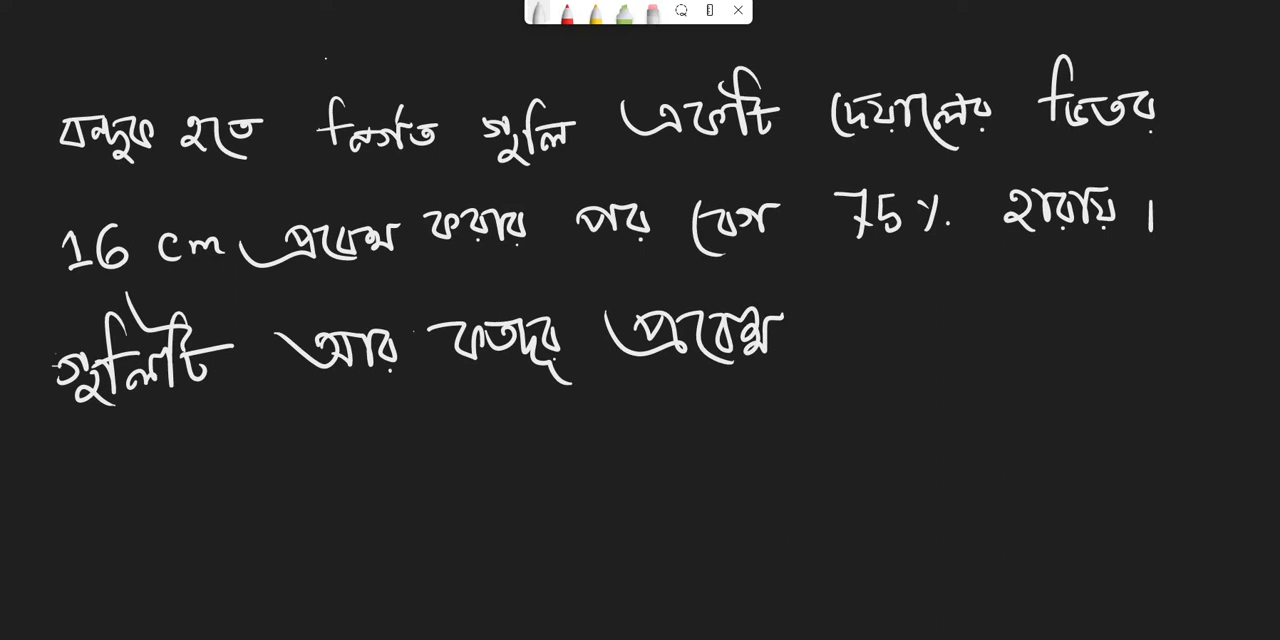 বন্দুক হতে নির্গত গুলি একটি দেয়ালের ভিতর
16 cm প্রবেশ করার পর বেগ 75% হারায়।
গুলিটি আর কতদূর প্রবেশ